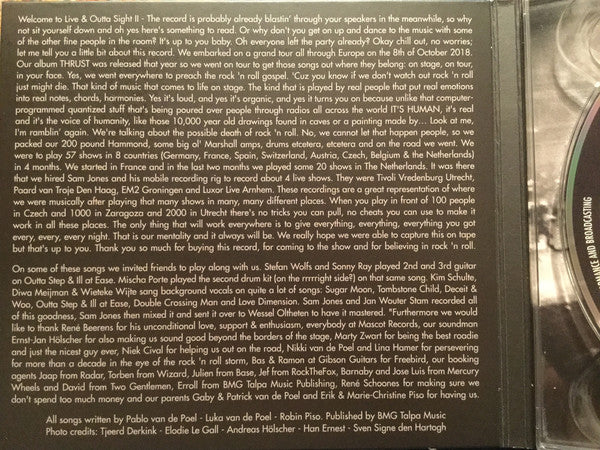 Welcome to Live & Outta Sight II - The record is probably already blastin' through your speakers in the meanwhile, so why
not sit yourself down and oh yes here's something to read. Or why don't you get on up and dance to the music with some
of the other fine people in the room? It's up to you baby. Oh everyone left the party already? Okay chill out, no worries;
let me tell you a little bit about this record. We embarked on a grand tour all through Europe on the 8th of October 2018.
Our album THRUST was released that year so we went on tour to get those songs out where they belong: on stage, on tour,
in your face. Yes, we went everywhere to preach the rock 'n roll gospel. 'Cuz you know if we don't watch out rock 'n roll
just might die. That kind of music that comes to life on stage. The kind that is played by real people that put real emotions
into real notes, chords, harmonies. Yes it's loud, and yes it's organic, and yes it turns you on because unlike that computer-
programmed quantized stuff that's being poured over people through radios all across the world IT'S HUMAN, it's real
and it's the voice of humanity, like those 10,000 year old drawings found in caves or a painting made by... Look at me,
I'm ramblin' again. We're talking about the possible death of rock 'n roll. No, we cannot let that happen people, so we
packed our 200 pound Hammond, some big ol' Marshall amps, drums etcetera, etcetera and on the road we went. We
were to play 57 shows in 8 countries (Germany, France, Spain, Switzerland, Austria, Czech, Belgium & the Netherlands)
in 4 months. We started in France and in the last two months we played some 20 shows in The Netherlands. It was there
that we hired Sam Jones and his mobile recording rig to record about 4 live shows. They were Tivoli Vredenburg Utrecht,
Paard van Troje Den Haag, EM2 Groningen and Luxor Live Arnhem. These recordings are a great representation of where
we were musically after playing that many shows in many, many different places. When you play in front of 100 people
in Czech and 1000 in Zaragoza and 2000 in Utrecht there's no tricks you can pull, no cheats you can use to make it
work in all these places. The only thing that will work everywhere is to give everything, everything, everything you got
every, every, every night. That is our mentality and it always will be. We really hope we were able to capture this on tape
but that's up to you. Thank you so much for buying this record, for coming to the show and for believing in rock 'n roll.
On some of these songs we invited friends to play along with us. Stefan Wolfs and Sonny Ray played 2nd and 3rd guitar
on Outta Step & Ill at Ease. Mischa Porte played the second drum kit (on the rrrrright side?) on that same song. Kim Schulte,
Diwa Meijman & Wieteke Wijte sang background vocals on quite a lot of songs: Sugar Moon, Tombstone Child, Deceit &
Woo, Outta Step & Ill at Ease, Double Crossing Man and Love Dimension. Sam Jones and Jan Wouter Stam recorded all
of this goodness, Sam Jones then mixed it and sent it over to Wessel Oltheten to have it mastered. "Furthermore we would
like to thank René Beerens for his unconditional love, support & enthusiasm, everybody at Mascot Records, our soundman
Ernst-Jan Hölscher for also making us sound good beyond the borders of the stage, Marty Zwart for being the best roadie
and just the nicest guy ever, Niek Cival for helping us out on the road, Nikki van de Poel and Lina Hamer for persevering
for more than a decade in the eye of the rock 'n roll storm, Bas & Ramon at Gibson Guitars for Freebird, our booking
agents Jaap from Radar, Torben from Wizard, Julien from Base, Jef from RockTheFox, Barnaby and Jose Luis from Mercury
Wheels and David from Two Gentlemen, Erroll from BMG Talpa Music Publishing, René Schoones for making sure we
don't spend too much money and our parents Gaby & Patrick van de Poel and Erik & Marie-Christine Piso for having us.
All songs written by Pablo van de Poel - Luka van de Poel - Robin Piso. Published by BMG Talpa Music
Photo credits: Tjeerd Derkink - Elodie Le Gall - Andreas Hölscher - Han Ernest - Sven Signe den Hartogh
AND BROADCASTING